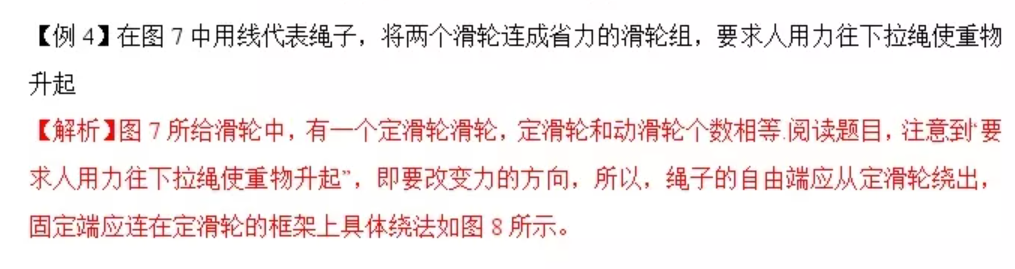 【例 4】在图 7 中用线代表绳子，将两个滑轮连成省力的滑轮组，要求人用力往下拉绳使重物
升起
【解析】图 7 所给滑轮中，有一个定滑轮滑轮，定滑轮和动滑轮个数相等.阅读题目，注意到“要
求人用力往下拉绳使重物升起”，即要改变力的方向，所以，绳子的自由端应从定滑轮绕出，
固定端应连在定滑轮的框架上具体绕法如图 8 所示。